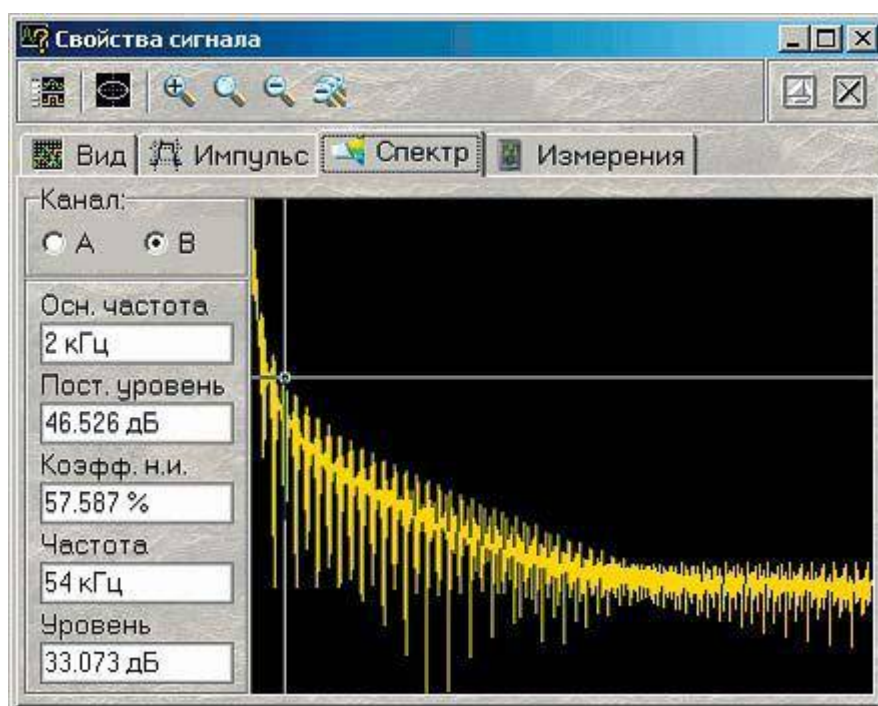 Свойства сигнала
Вид Импульс Спектр Измерения
Канал:
А В
Осн. частота
2 кГц
Пост. уровень
46.526 дБ
Коэфф. н.и.
57.587 %
Частота
54 кГц
Уровень
33.073 дБ